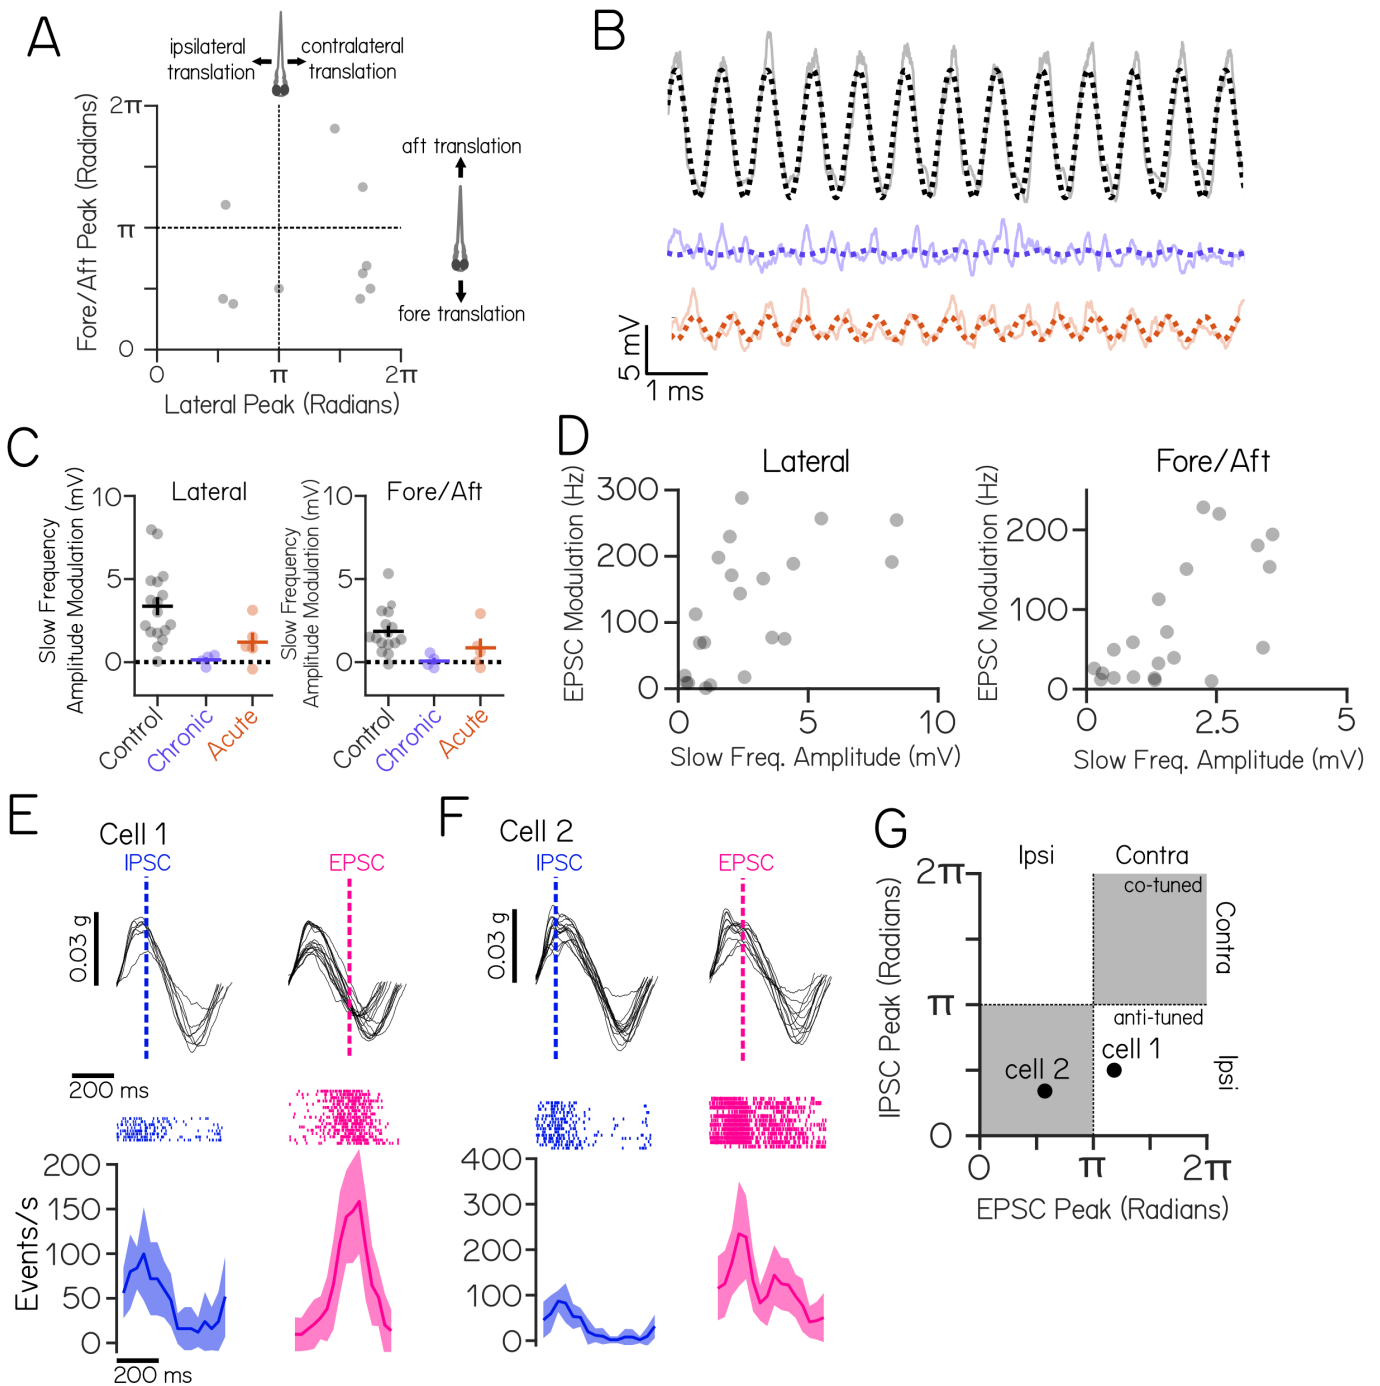 A
ipsilateral
translation
contralateral
translation
2π
π
0
Fore/Aft Peak (Radians)
0
π
2π
Lateral Peak (Radians)
aft translation
fore translation
B
5 mV
1 ms
C
Slow Frequency
Amplitude Modulation (mV)
10
5
0
Lateral
Control
Chronic
Acute
Slow Frequency
Amplitude Modulation (mV)
10
5
0
Fore/Aft
Control
Chronic
Acute
D
Lateral
EPSC Modulation (Hz)
300
200
100
0
0
5
10
Slow Freq. Amplitude (mV)
Fore/Aft
EPSC Modulation (Hz)
200
100
0
0
2.5
5
Slow Freq. Amplitude (mV)
E
Cell 1
IPSC
EPSC
0.03 g
200 ms
Events/s
200
150
100
50
0
200 ms
F
Cell 2
IPSC
EPSC
0.03 g
400
300
200
100
0
G
Ipsi
Contra
2π
π
0
IPSC Peak (Radians)
co-tuned
Contra
anti-tuned
cell 1
cell 2
Ipsi
0
π
2π
EPSC Peak (Radians)